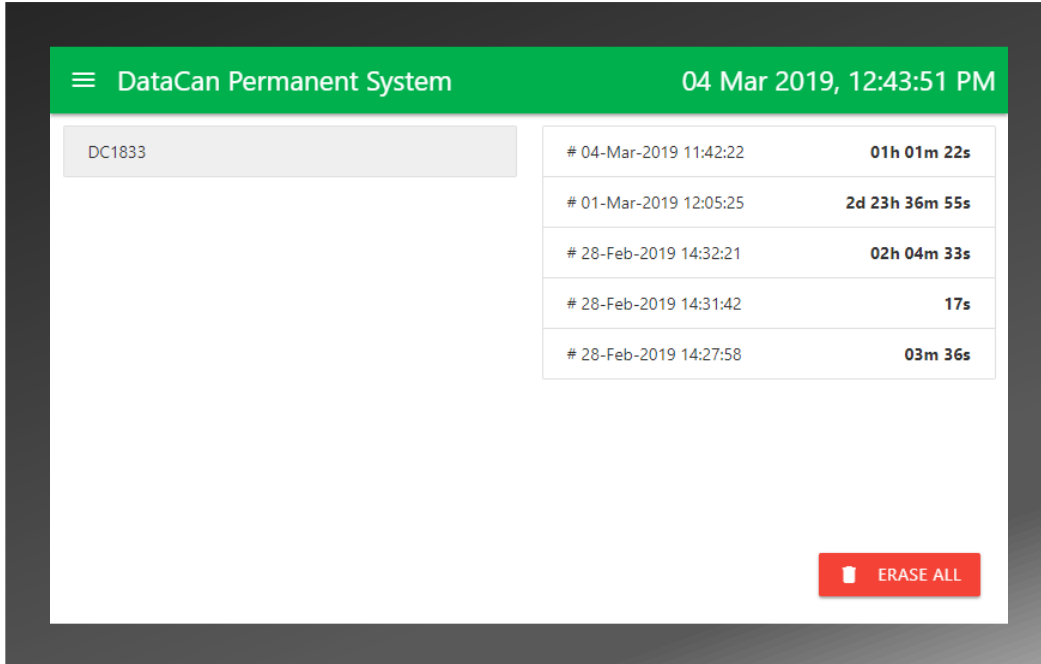 DataCan Permanent System 04 Mar 2019, 12:43:51 PM
DC1833
# 04-Mar-2019 11:42:22 01h 01m 22s
# 01-Mar-2019 12:05:25 2d 23h 36m 55s
# 28-Feb-2019 14:32:21 02h 04m 33s
# 28-Feb-2019 14:31:42 17s
# 28-Feb-2019 14:27:58 03m 36s
ERASE ALL